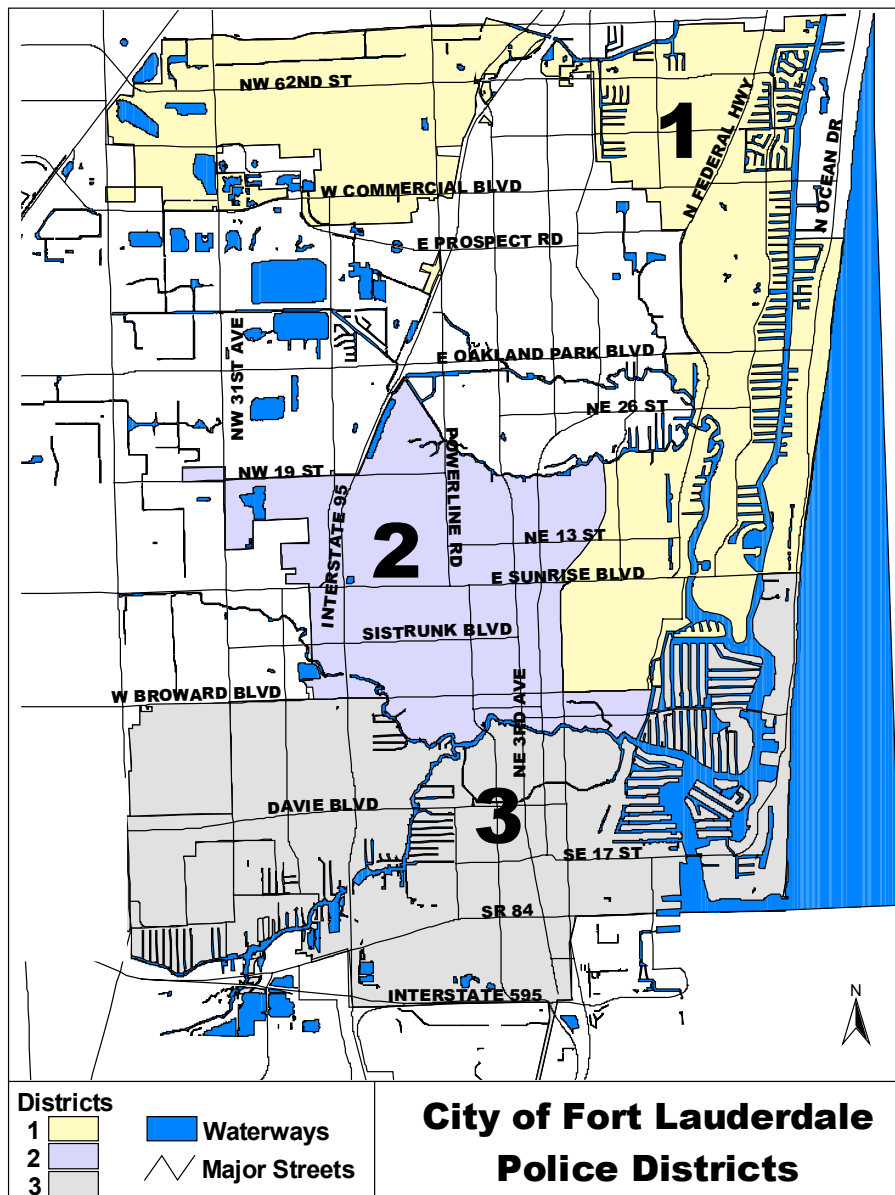 NW 62ND ST
1
N FEDERAL HWY
N OCEAN DR
W COMMERCIAL BLVD
E PROSPECT RD
NW 31ST AVE
E OAKLAND PARK BLVD
NE 26 ST
POWERLINE RD
NW 19 ST
INTERSTATE 95
2
NE 13 ST
E SUNRISE BLVD
SISTRUNK BLVD
W BROWARD BLVD
NE 3RD AVE
DAVIE BLVD
3
SE 17 ST
SR 84
INTERSTATE 595
N
Districts
1
2
3
Waterways
Major Streets
City of Fort Lauderdale
Police Districts